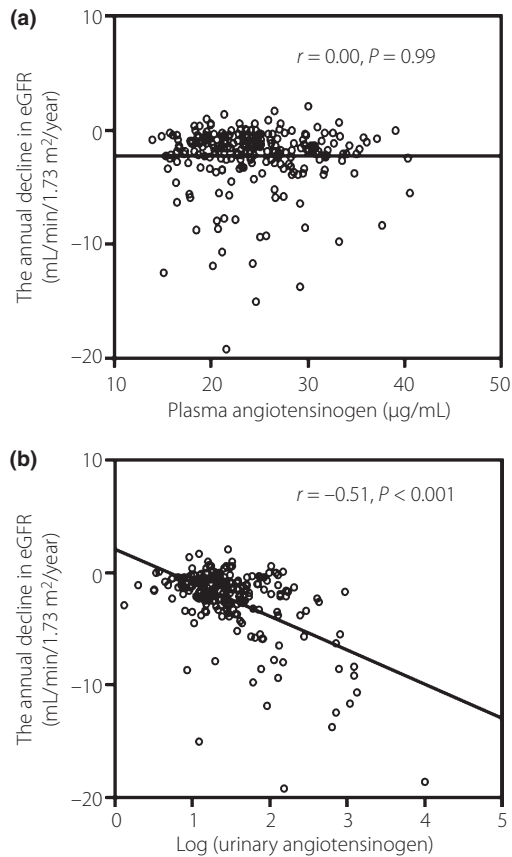 (a)
The annual decline in eGFR
(mL/min/1.73 m²/year)
10
0
−10
−20
r = 0.00, P = 0.99
10 20 30 40 50
Plasma angiotensinogen (µg/mL)
(b)
The annual decline in eGFR
(mL/min/1.73 m²/year)
10
0
−10
−20
r = −0.51, P < 0.001
0 1 2 3 4 5
Log (urinary angiotensinogen)